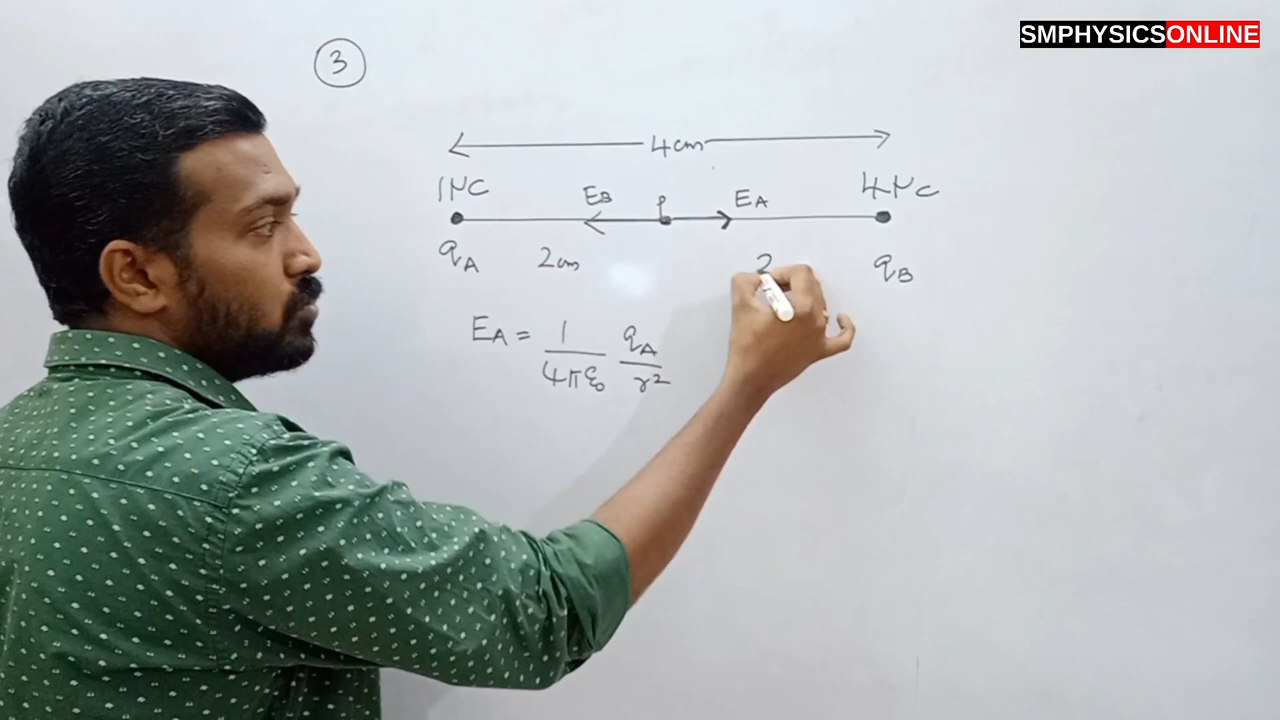 SMPHYSICSONLINE
3
4cm
1μC EB P EA 4μC
qA 2cm 2 qB
EA = 1/4πε₀ qA/r²